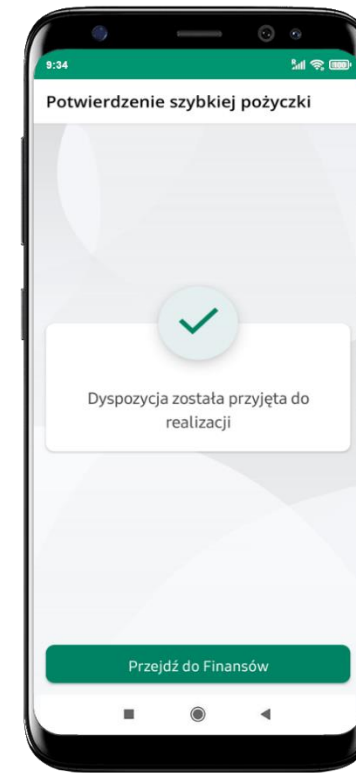 9:34
Potwierdzenie szybkiej pożyczki
Dyspozycja została przyjęta do
realizacji
Przejdź do Finansów